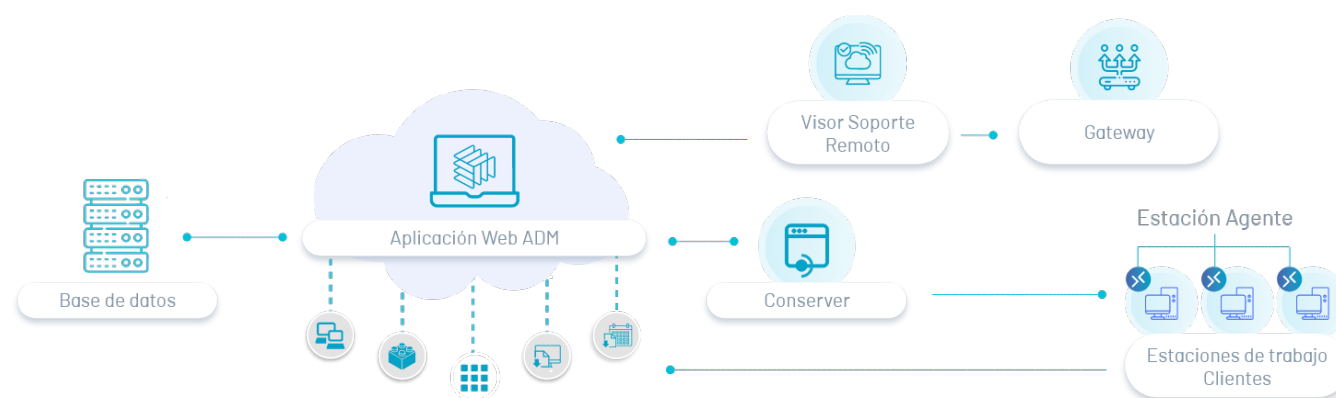 Visor Soporte
Remoto
Gateway
Aplicación Web ADM
Estación Agente
Base de datos
Conserver
Estaciones de trabajo
Clientes